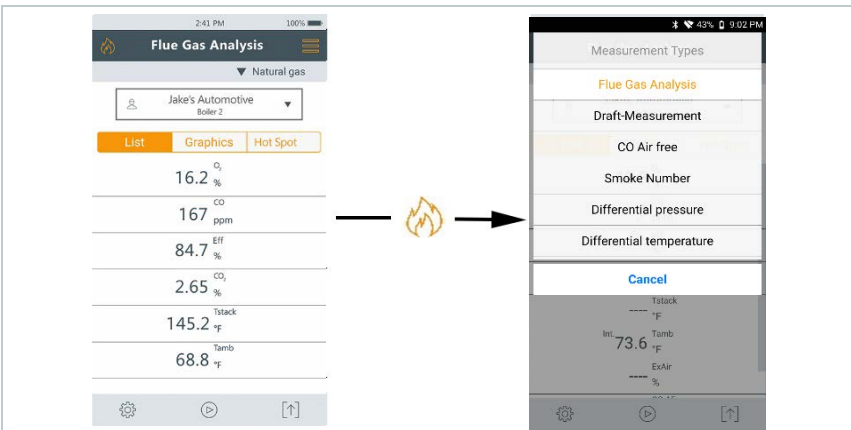 2:41 PM 100%
Flue Gas Analysis
▼ Natural gas
Jake's Automotive ▼
Boiler 2
List Graphics Hot Spot
16.2 O₂ %
167 CO ppm
84.7 Eff %
2.65 CO₂ %
145.2 Tstack °F
68.8 Tamb °F
43% 9:02 PM
Measurement Types
Flue Gas Analysis
Draft-Measurement
CO Air free
Smoke Number
Differential pressure
Differential temperature
Cancel
---- Tstack °F
Int. 73.6 Tamb °F
---- ExAir %